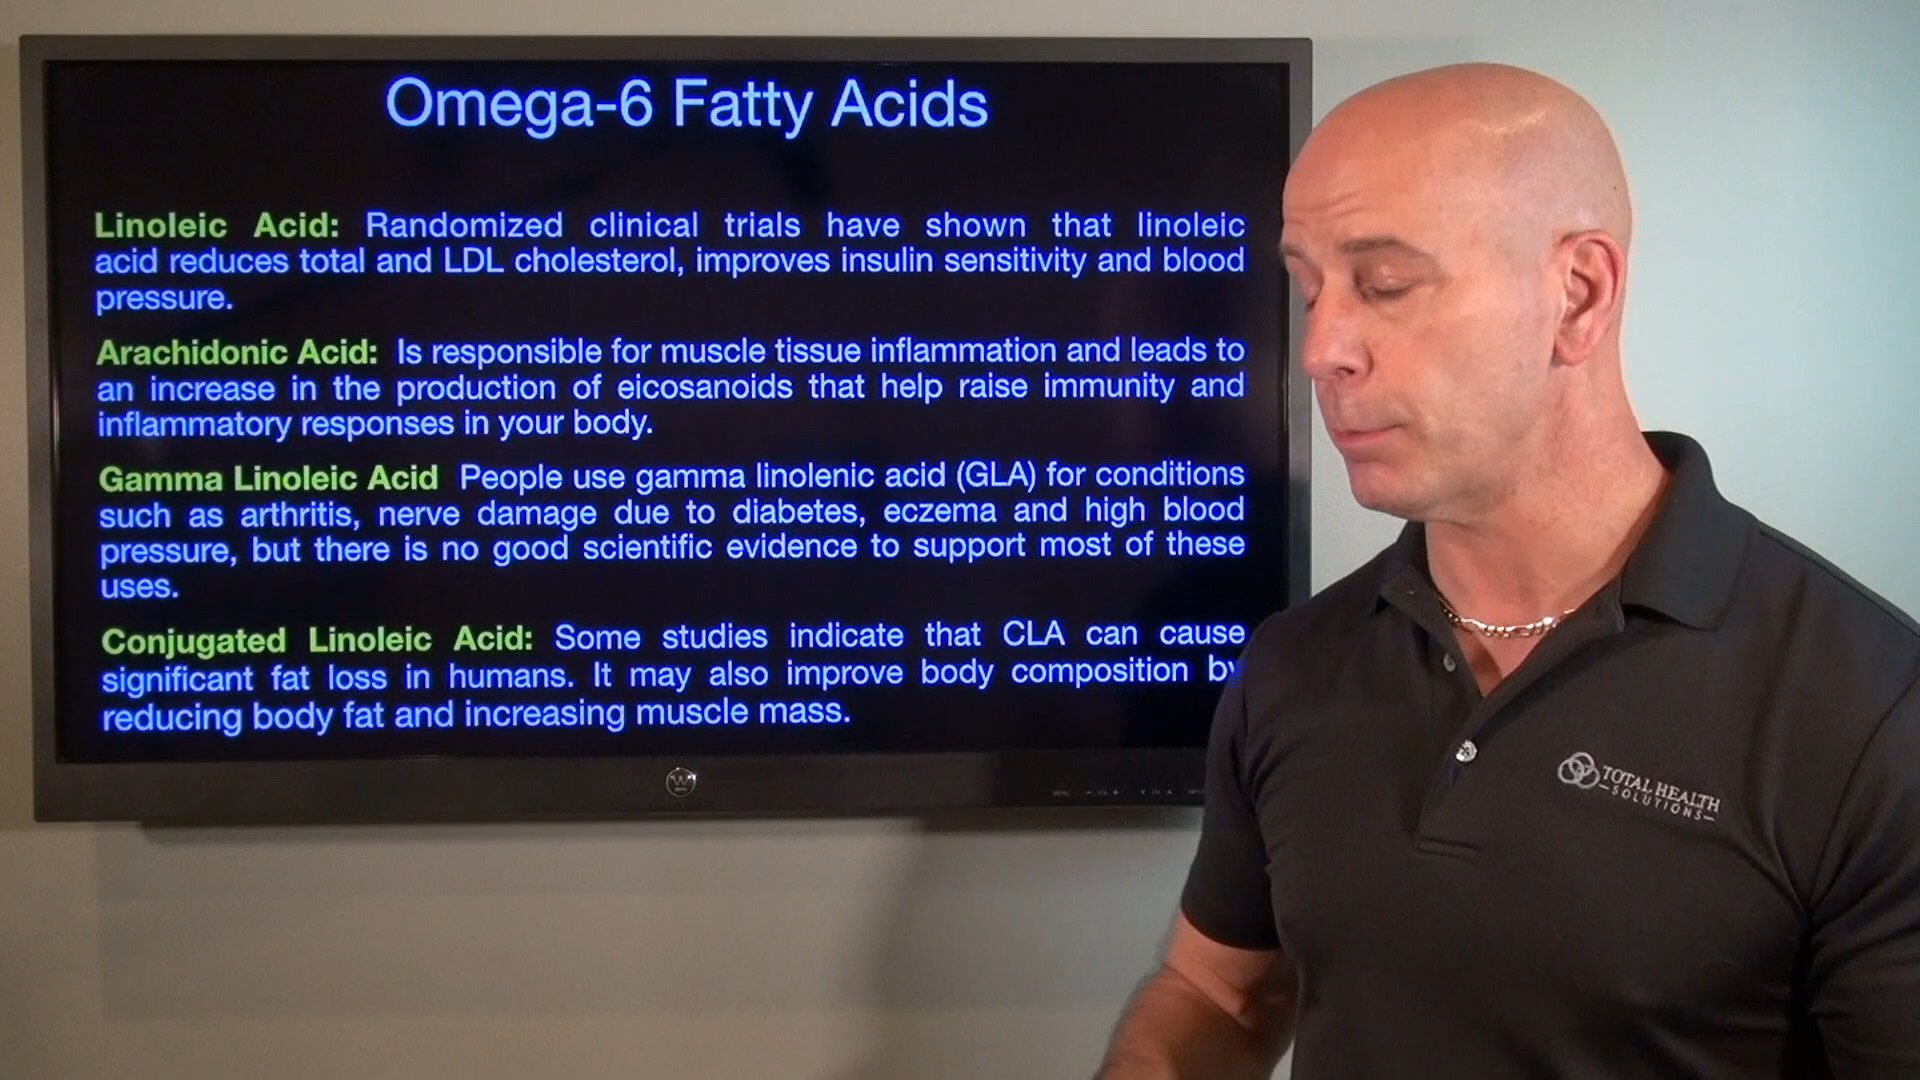 Omega-6 Fatty Acids
Linoleic Acid: Randomized clinical trials have shown that linoleic
acid reduces total and LDL cholesterol, improves insulin sensitivity and blood
pressure.
Arachidonic Acid: Is responsible for muscle tissue inflammation and leads to
an increase in the production of eicosanoids that help raise immunity and
inflammatory responses in your body.
Gamma Linoleic Acid People use gamma linolenic acid (GLA) for conditions
such as arthritis, nerve damage due to diabetes, eczema and high blood
pressure, but there is no good scientific evidence to support most of these
uses.
Conjugated Linoleic Acid: Some studies indicate that CLA can cause
significant fat loss in humans. It may also improve body composition by
reducing body fat and increasing muscle mass.
TOTAL HEALTH
-SOLUTIONS-